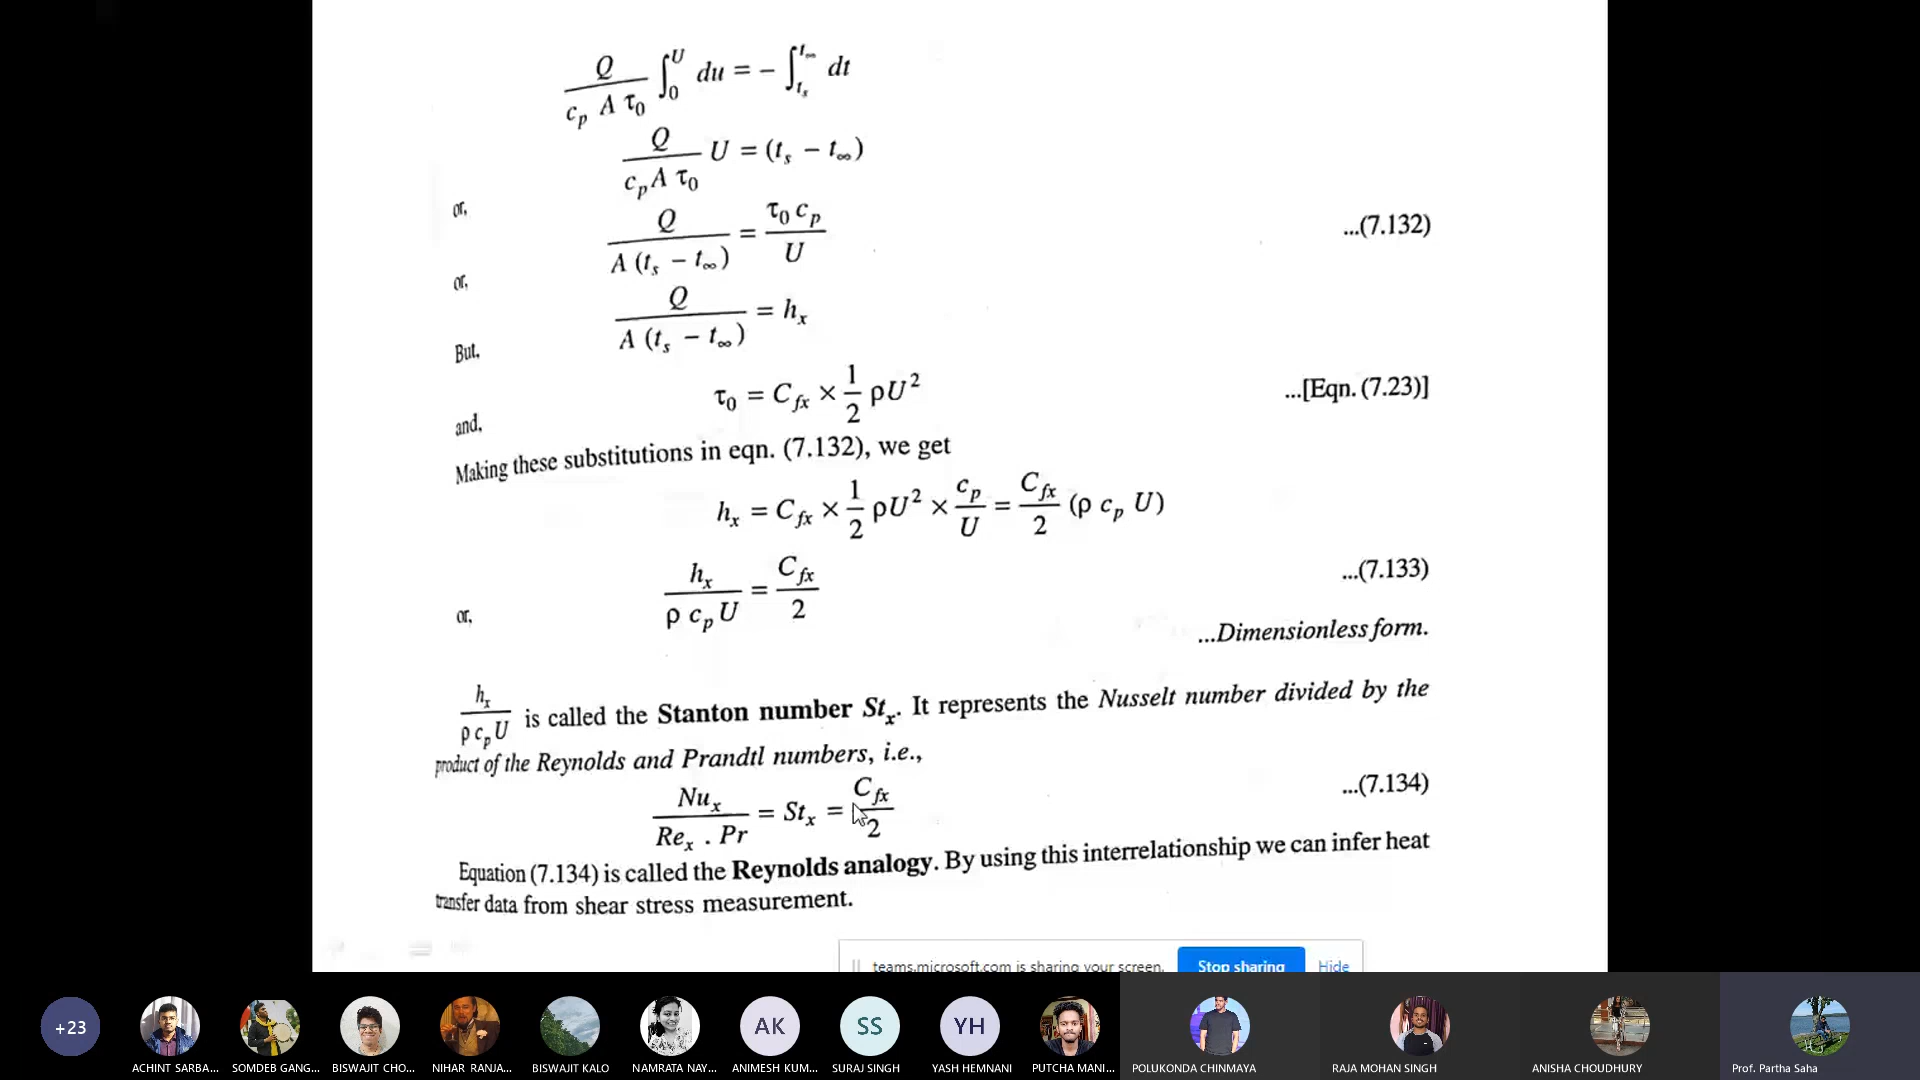 Q / (c_p A τ_0) ∫_0^U du = − ∫_{t_s}^{t_∞} dt
or, Q / (c_p A τ_0) U = (t_s − t_∞)
or, Q / (A (t_s − t_∞)) = τ_0 c_p / U ...(7.132)
But, Q / (A (t_s − t_∞)) = h_x
and, τ_0 = C_fx × 1/2 ρU² ...[Eqn. (7.23)]
Making these substitutions in eqn. (7.132), we get
h_x = C_fx × 1/2 ρU² × c_p / U = C_fx / 2 (ρ c_p U)
or, h_x / (ρ c_p U) = C_fx / 2 ...(7.133)
...Dimensionless form.
h_x / (ρ c_p U) is called the Stanton number St_x. It represents the Nusselt number divided by the
product of the Reynolds and Prandtl numbers, i.e.,
Nu_x / (Re_x . Pr) = St_x = C_fx / 2 ...(7.134)
Equation (7.134) is called the Reynolds analogy. By using this interrelationship we can infer heat
transfer data from shear stress measurement.
teams.microsoft.com is sharing your screen. Stop sharing Hide
+23 AK SS YH
ACHINT SARBA... SOMDEB GANG... BISWAJIT CHO... NIHAR RANJA... BISWAJIT KALO NAMRATA NAY... ANIMESH KUM... SURAJ SINGH YASH HEMNANI PUTCHA MANI... POLUKONDA CHINMAYA RAJA MOHAN SINGH ANISHA CHOUDHURY Prof. Partha Saha